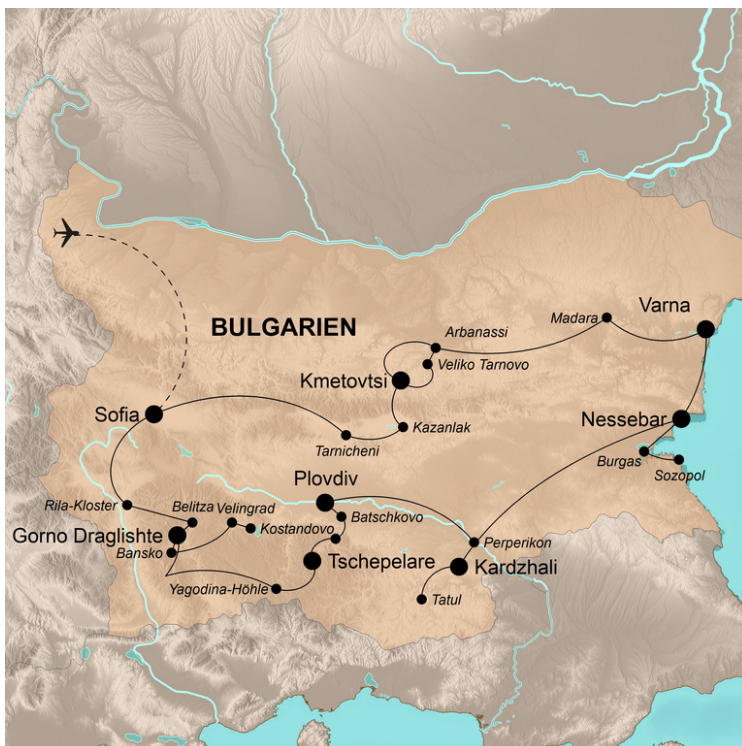 BULGARIEN
Varna
Madara
Arbanassi
Veliko Tarnovo
Kmetovtsi
Sofia
Kazanlak
Tarnicheni
Nessebar
Burgas
Sozopol
Plovdiv
Rila-Kloster
Belitza
Velingrad
Batschkovo
Gorno Draglishte
Kostandovo
Bansko
Perperikon
Tschepelare
Kardzhali
Yagodina-Höhle
Tatul